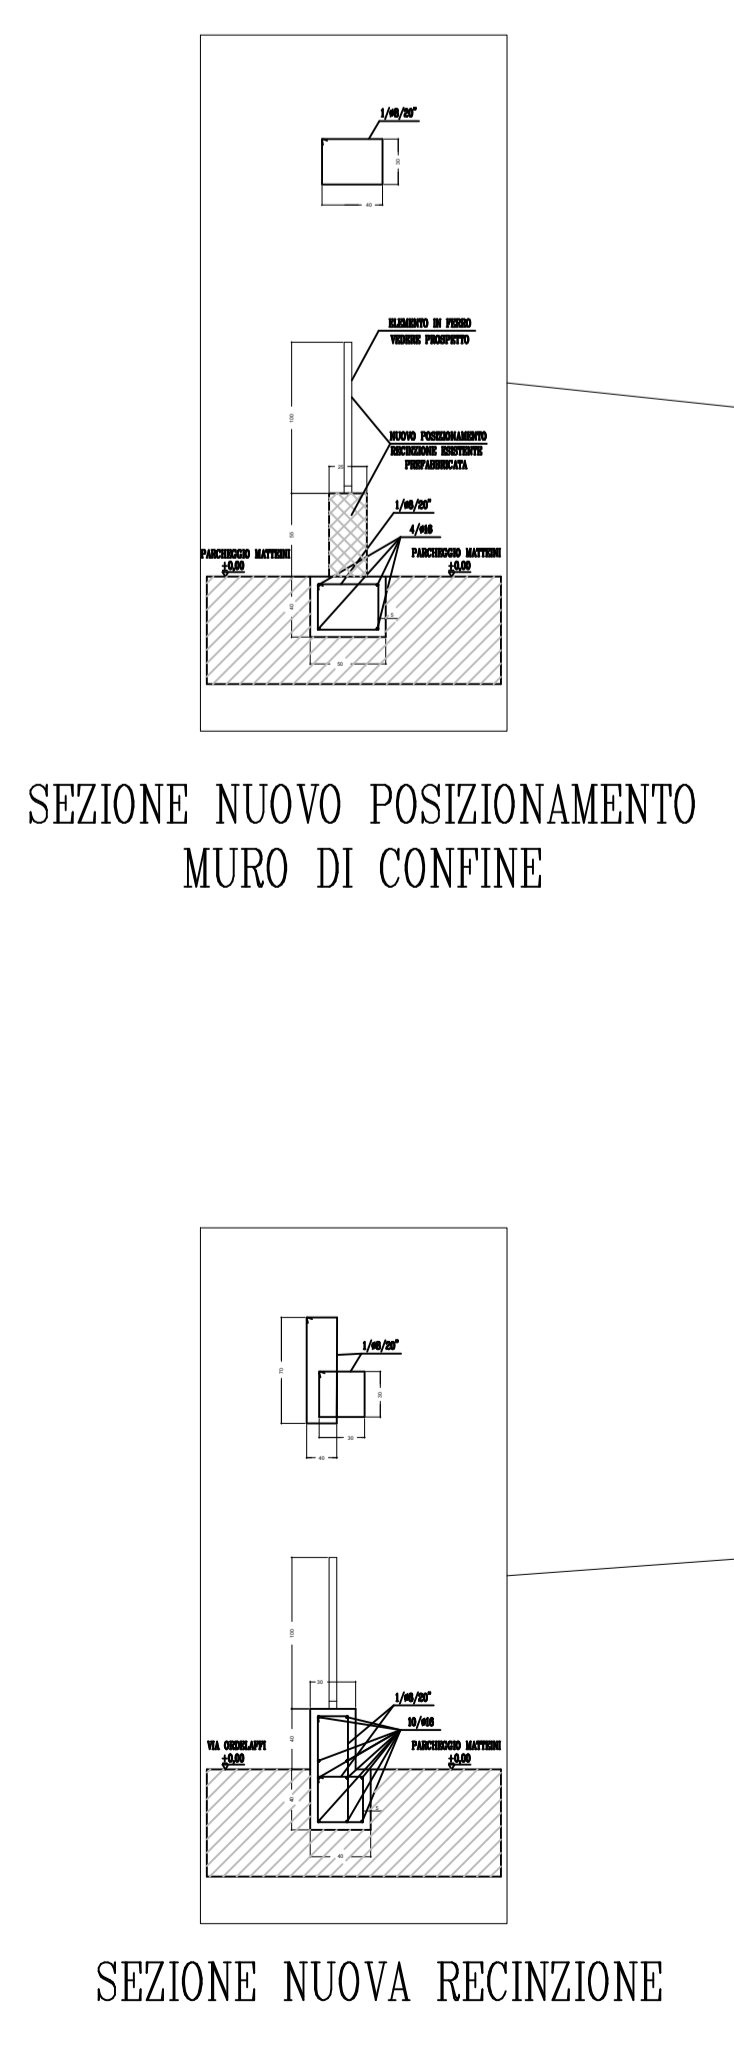 1/ø8/20"
30
40
ELEMENTO IN FERRO
VEDERE PROSPETTO
100
NUOVO POSIZIONAMENTO
RECINZIONE ESISTENTE
PREFABBRICATA
25
1/ø8/20"
55
4/ø16
PARCHEGGIO MATTEINI
+0,00
PARCHEGGIO MATTEINI
+0,00
40
5
50
SEZIONE NUOVO POSIZIONAMENTO
MURO DI CONFINE
1/ø8/20"
70
30
30
40
100
30
1/ø8/20"
10/ø16
40
VIA ORDELAFFI
+0,00
PARCHEGGIO MATTEINI
+0,00
40
40
SEZIONE NUOVA RECINZIONE